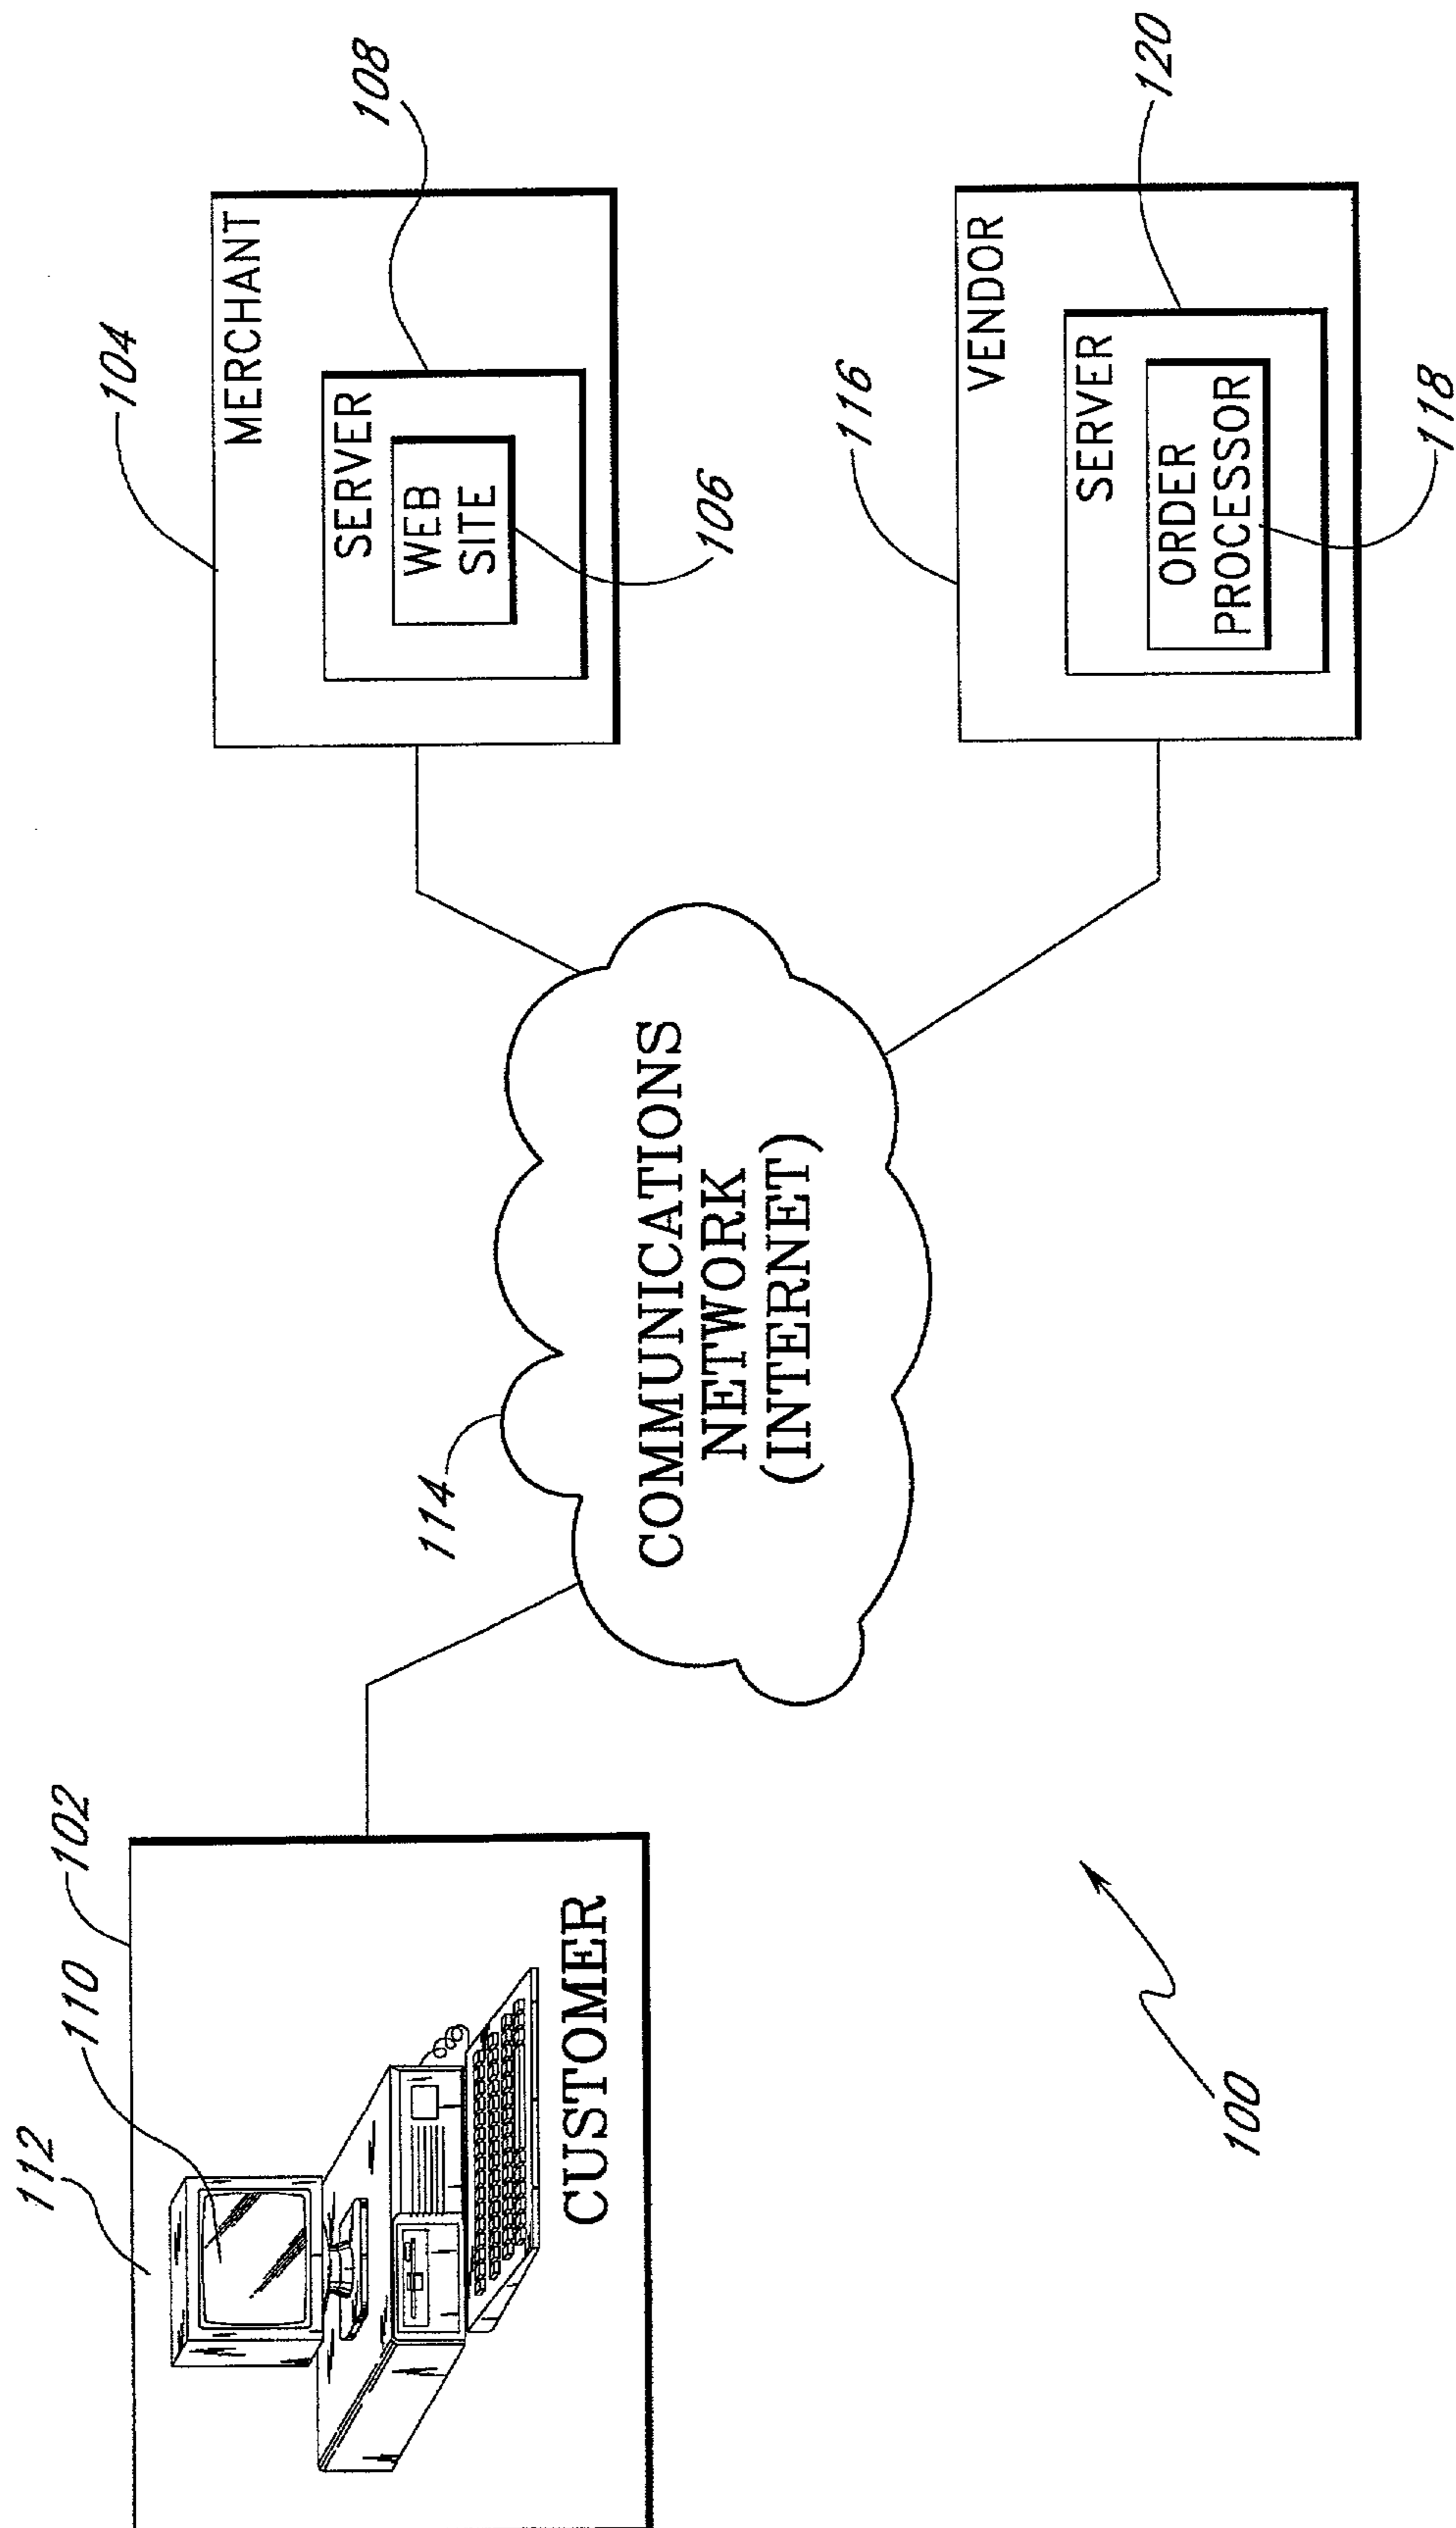 112
110
102
CUSTOMER
114
COMMUNICATIONS
NETWORK
(INTERNET)
104
MERCHANT
108
SERVER
WEB
SITE
106
116
VENDOR
120
SERVER
ORDER
PROCESSOR
118
100